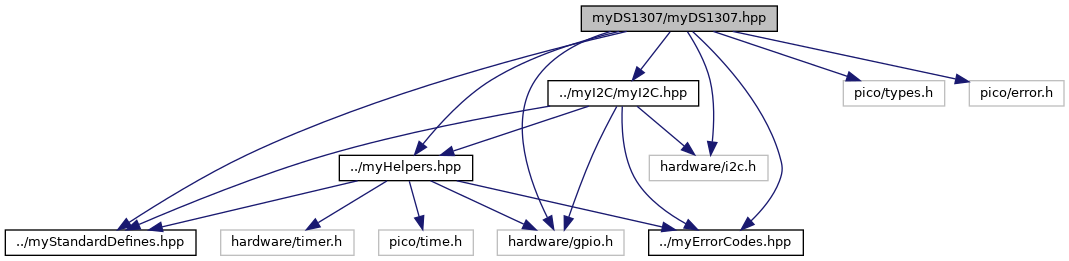 myDS1307/myDS1307.hpp
../myI2C/myI2C.hpp
pico/types.h
pico/error.h
../myHelpers.hpp
hardware/i2c.h
../myStandardDefines.hpp
hardware/timer.h
pico/time.h
hardware/gpio.h
../myErrorCodes.hpp